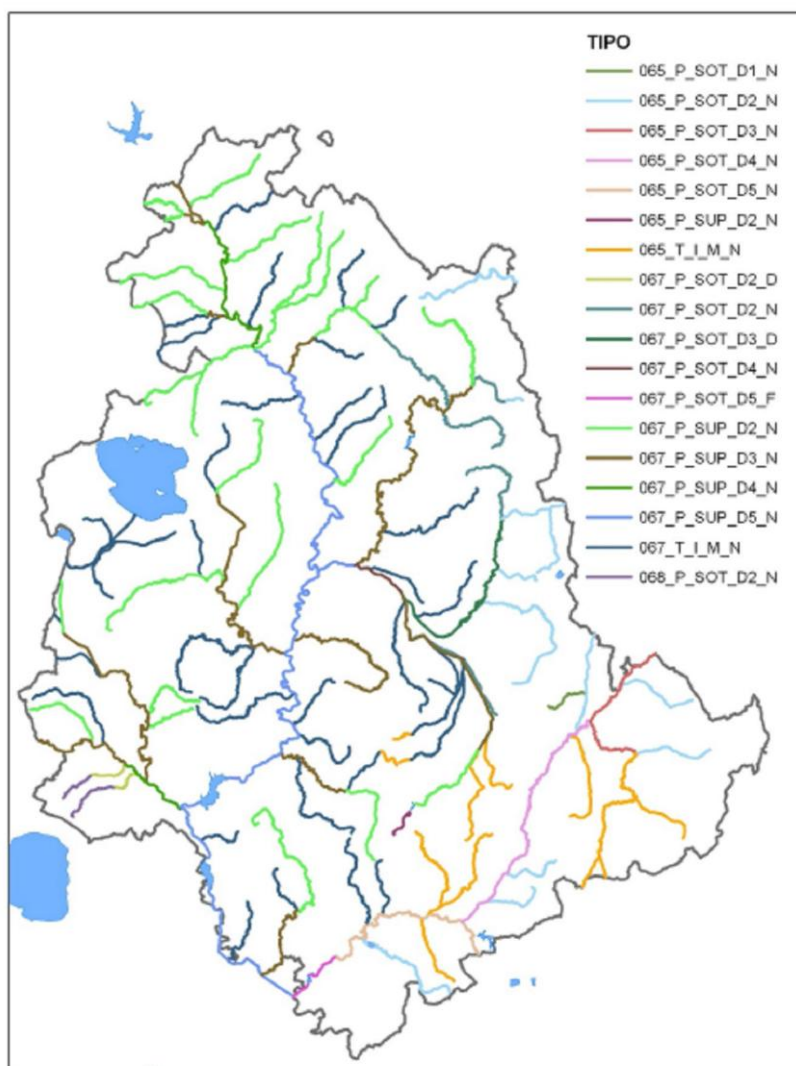 TIPO
065_P_SOT_D1_N
065_P_SOT_D2_N
065_P_SOT_D3_N
065_P_SOT_D4_N
065_P_SOT_D5_N
065_P_SUP_D2_N
065_T_I_M_N
067_P_SOT_D2_D
067_P_SOT_D2_N
067_P_SOT_D3_D
067_P_SOT_D4_N
067_P_SOT_D5_F
067_P_SUP_D2_N
067_P_SUP_D3_N
067_P_SUP_D4_N
067_P_SUP_D5_N
067_T_I_M_N
068_P_SOT_D2_N